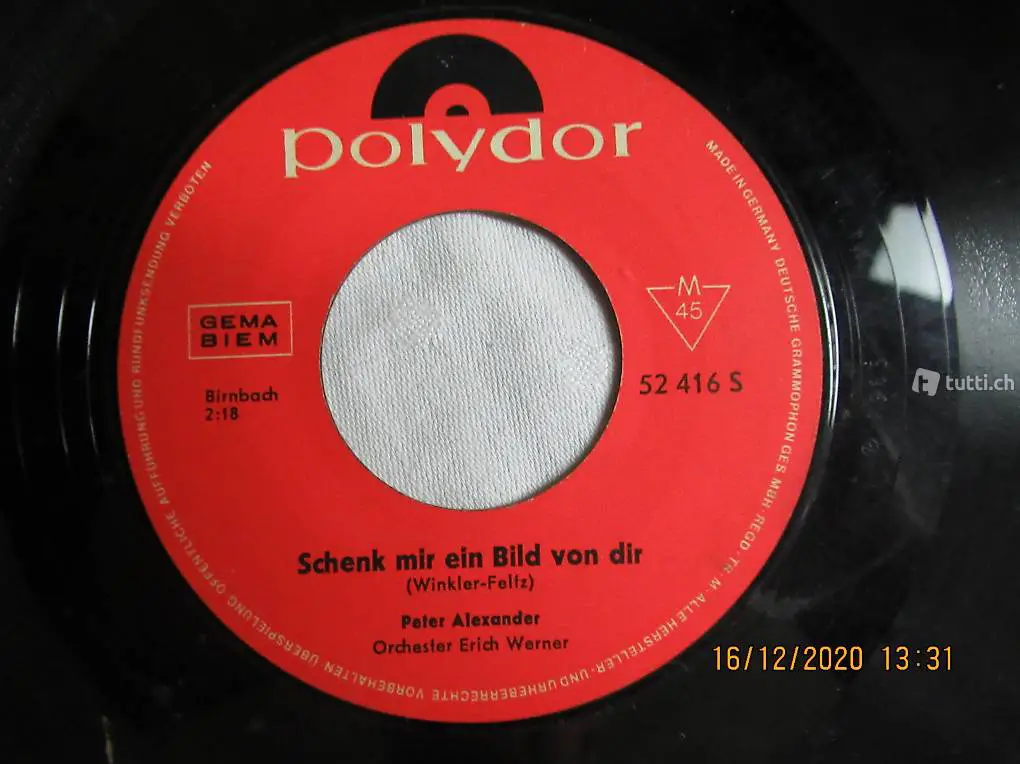 polydor
MADE IN GERMANY DEUTSCHE GRAMMOPHON GES. MBH · REGD · TR. M · ALLE HERSTELLER- UND URHEBERRECHTE VORBEHALTEN
ÜBERSPIELUNG ÖFFENTLICHE AUFFÜHRUNG UND RUNDFUNKSENDUNG VERBOTEN
GEMA
BIEM
M
45
Birnbach
2:18
52 416 S
tutti.ch
Schenk mir ein Bild von dir
(Winkler-Felfz)
Peter Alexander
Orchester Erich Werner
16/12/2020 13:31